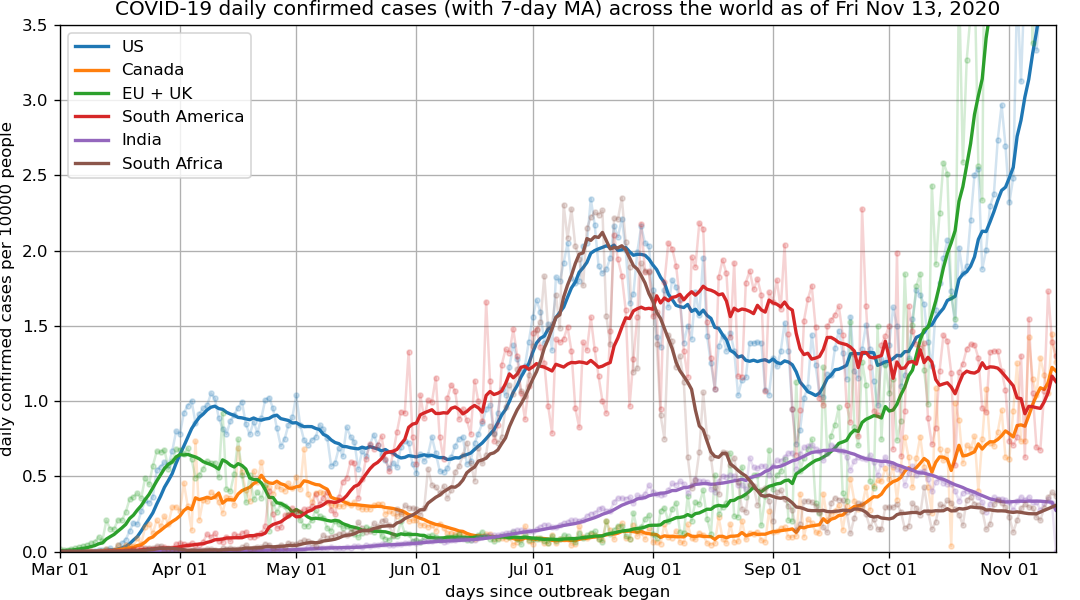 COVID-19 daily confirmed cases (with 7-day MA) across the world as of Fri Nov 13, 2020
daily confirmed cases per 10000 people
3.5
3.0
2.5
2.0
1.5
1.0
0.5
0.0
US
Canada
EU + UK
South America
India
South Africa
Mar 01 Apr 01 May 01 Jun 01 Jul 01 Aug 01 Sep 01 Oct 01 Nov 01
days since outbreak began